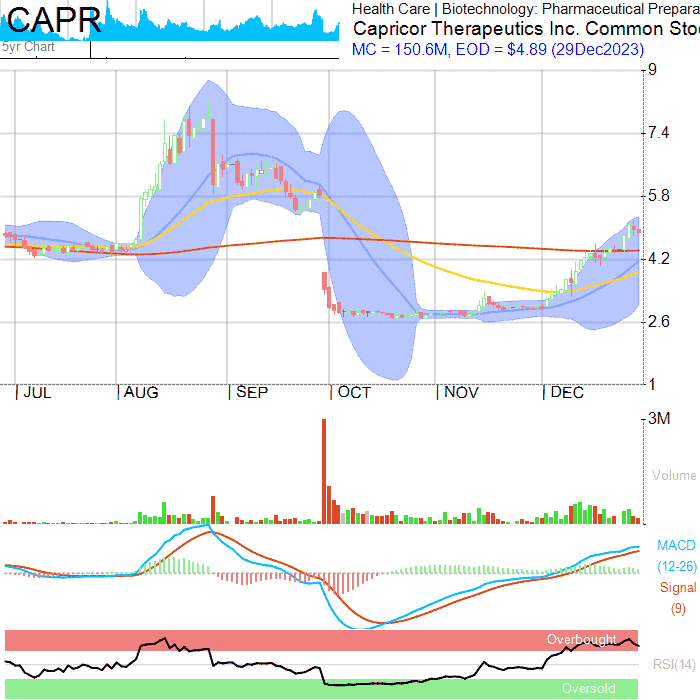 CAPR
5yr Chart
Health Care | Biotechnology: Pharmaceutical Prepara
Capricor Therapeutics Inc. Common Sto
MC = 150.6M, EOD = $4.89 (29Dec2023)
9
7.4
5.8
4.2
2.6
1
JUL AUG SEP OCT NOV DEC
3M
Volume
MACD
(12-26)
Signal
(9)
Overbought
RSI(14)
Oversold